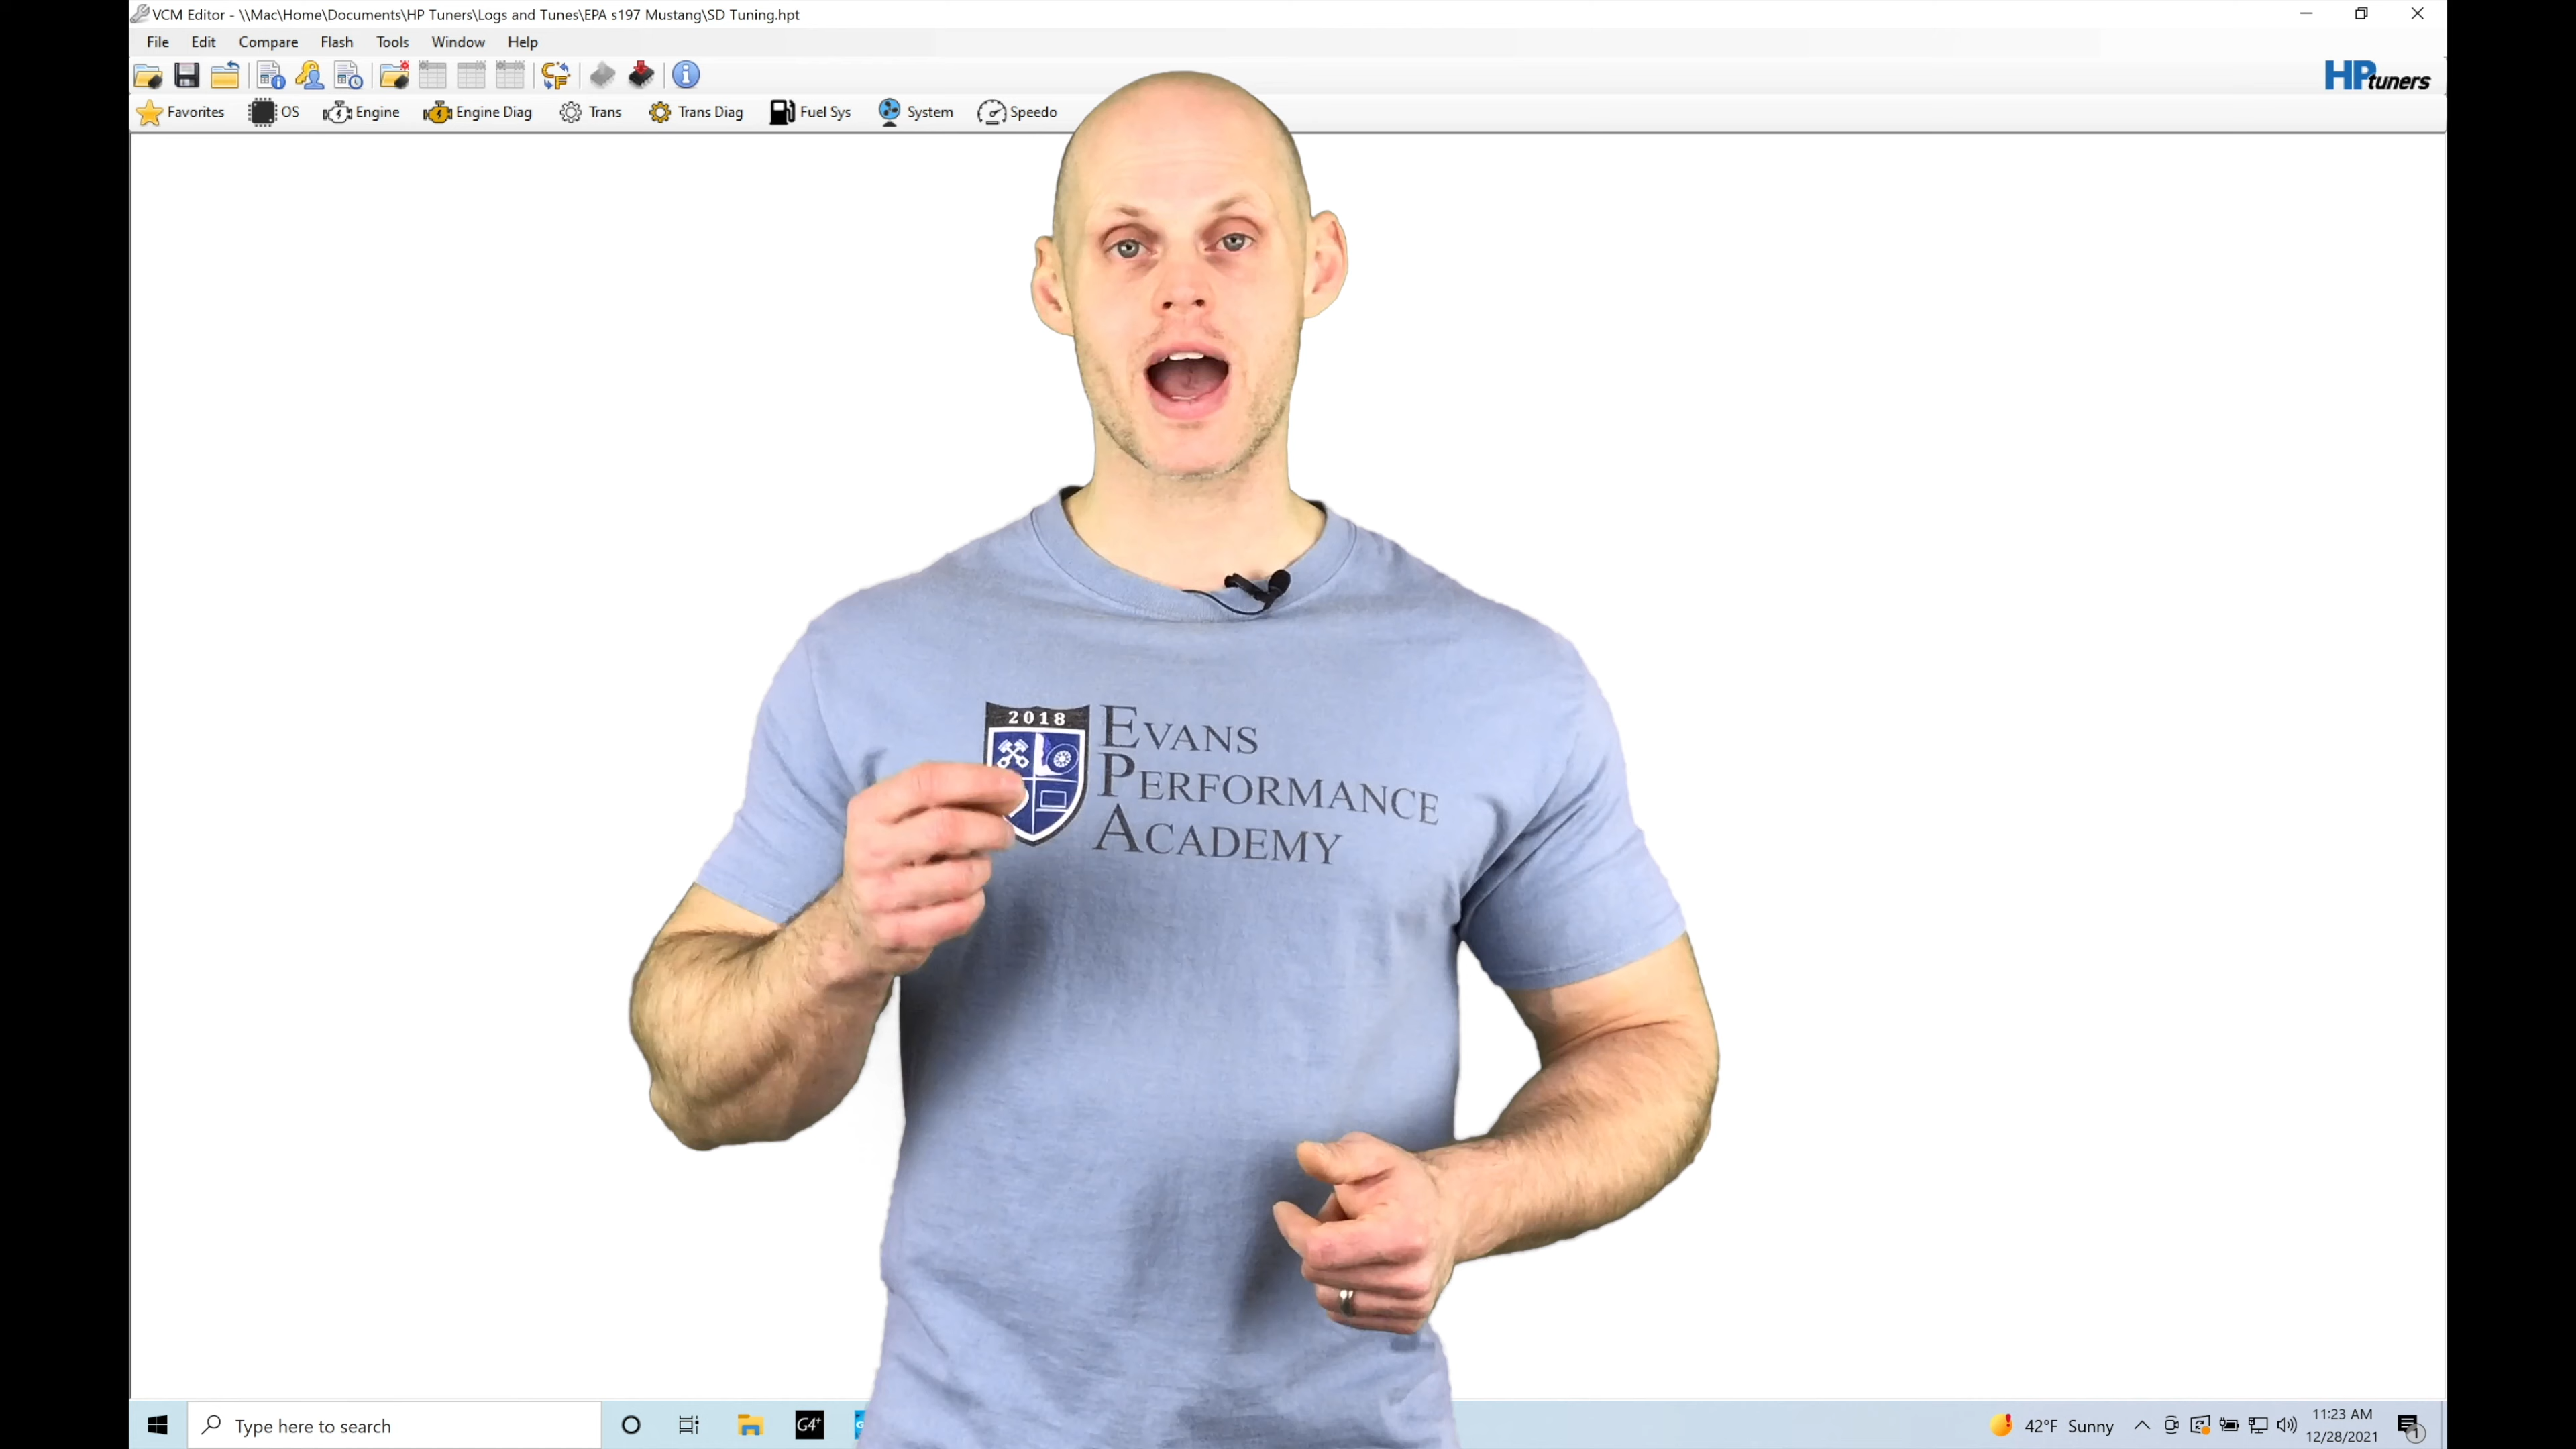 VCM Editor - \\Mac\Home\Documents\HP Tuners\Logs and Tunes\EPA s197 Mustang\SD Tuning.hpt
File Edit Compare Flash Tools Window Help
HPtuners
Favorites OS Engine Engine Diag Trans Trans Diag Fuel Sys System Speedo
2018
EVANS
PERFORMANCE
ACADEMY
Type here to search
G4+
42°F Sunny
11:23 AM
12/28/2021
1